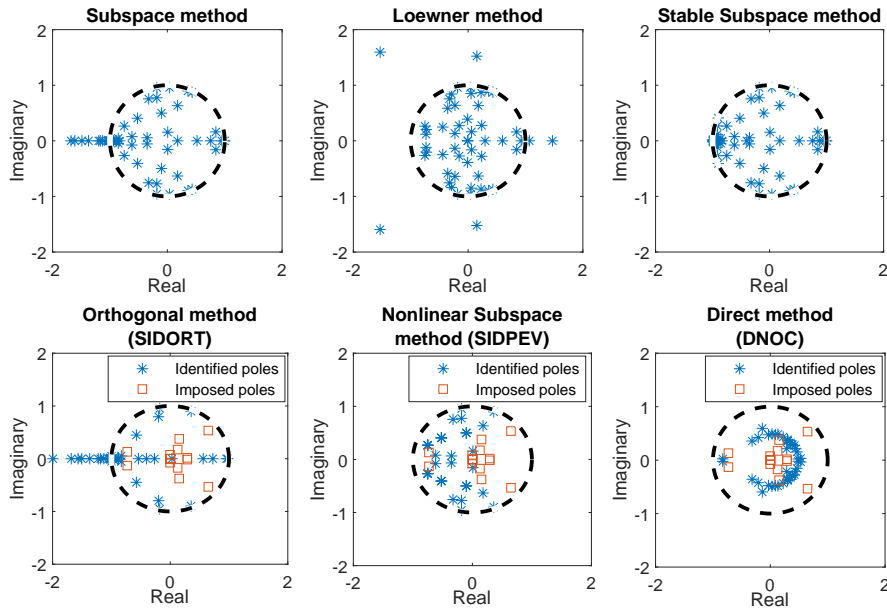 Subspace method
Loewner method
Stable Subspace method
2
1
0
-1
-2
-2
0
2
Imaginary
Real
2
1
0
-1
-2
-2
0
2
Imaginary
Real
2
1
0
-1
-2
-2
0
2
Imaginary
Real
Orthogonal method
(SIDORT)
Nonlinear Subspace
method (SIDPEV)
Direct method
(DNOC)
2
1
0
-1
-2
-2
0
2
Imaginary
Real
Identified poles
Imposed poles
2
1
0
-1
-2
-2
0
2
Imaginary
Real
Identified poles
Imposed poles
2
1
0
-1
-2
-2
0
2
Imaginary
Real
Identified poles
Imposed poles